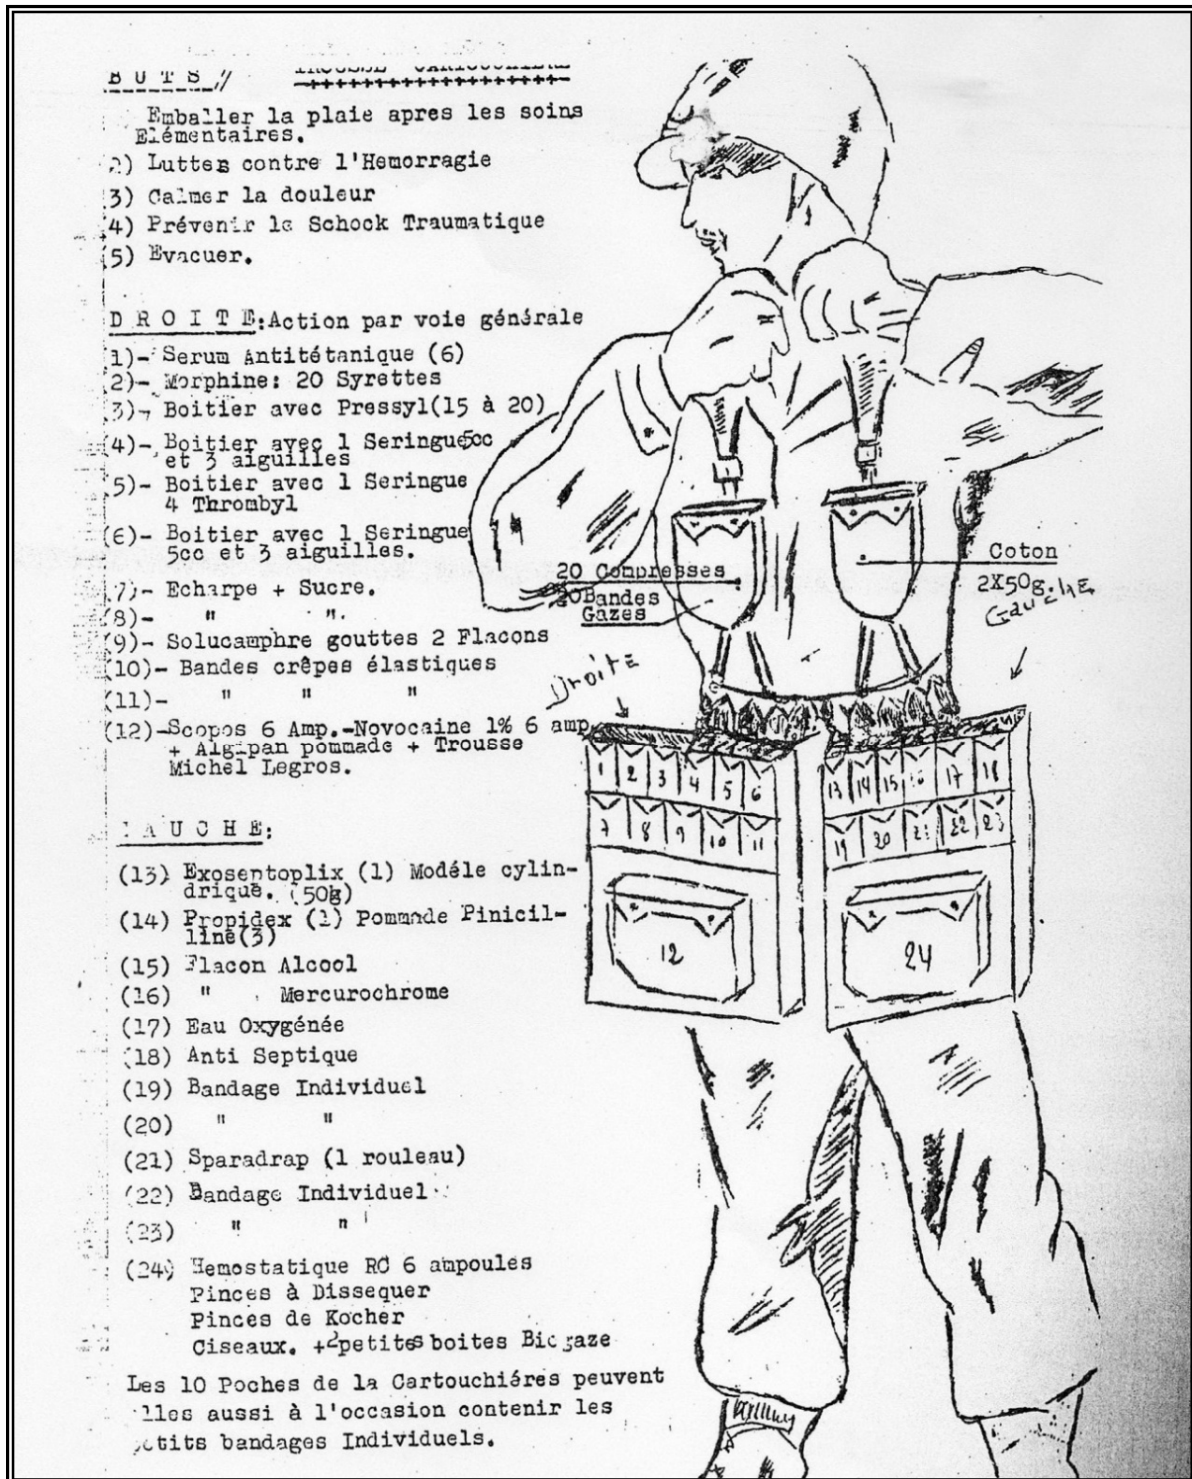 B U T S // TROUSSE CARTOUCHIERE
Emballer la plaie apres les soins
Elémentaires.
2) Luttes contre l'Hemorragie
3) Calmer la douleur
4) Prévenir le Schock Traumatique
(5) Evacuer.
D R O I T E: Action par voie générale
1)- Serum Antitétanique (6)
2)- Morphine: 20 Syrettes
3)- Boitier avec Pressyl(15 à 20)
(4)- Boitier avec 1 Seringue 5cc
et 3 aiguilles
5)- Boitier avec 1 Seringue
4 Thrombyl
(6)- Boitier avec 1 Seringue
5cc et 3 aiguilles.
7)- Echarpe + Sucre.
(8)- " ".
(9)- Solucamphre gouttes 2 Flacons
(10)- Bandes crêpes élastiques
(11)- " " "
(12)-Scopos 6 Amp.-Novocaine 1% 6 amp
+ Algipan pommade + Trousse
Michel Legros.
A U C H E:
(13) Exoseptoplix (1) Modéle cylin-
drique. (50g)
(14) Propidex (1) Pommade Pinicil-
line(3)
(15) Flacon Alcool
(16) " Mercurochrome
(17) Eau Oxygénée
(18) Anti Septique
(19) Bandage Individuel
(20) " "
(21) Sparadrap (1 rouleau)
(22) Bandage Individuel
(23) " "
(24) Hemostatique RC 6 ampoules
Pinces à Dissequer
Pinces de Kocher
Ciseaux. +2petites boites Biogaze
Les 10 Poches de la Cartouchiéres peuvent
elles aussi à l'occasion contenir les
petits bandages Individuels.
20 Compresses
20Bandes
Gazes
Coton
2X50g.
Gauche
Droite
1 2 3 4 5 6
7 8 9 10 11
12
13 14 15 16 17 18
19 20 21 22 23
24